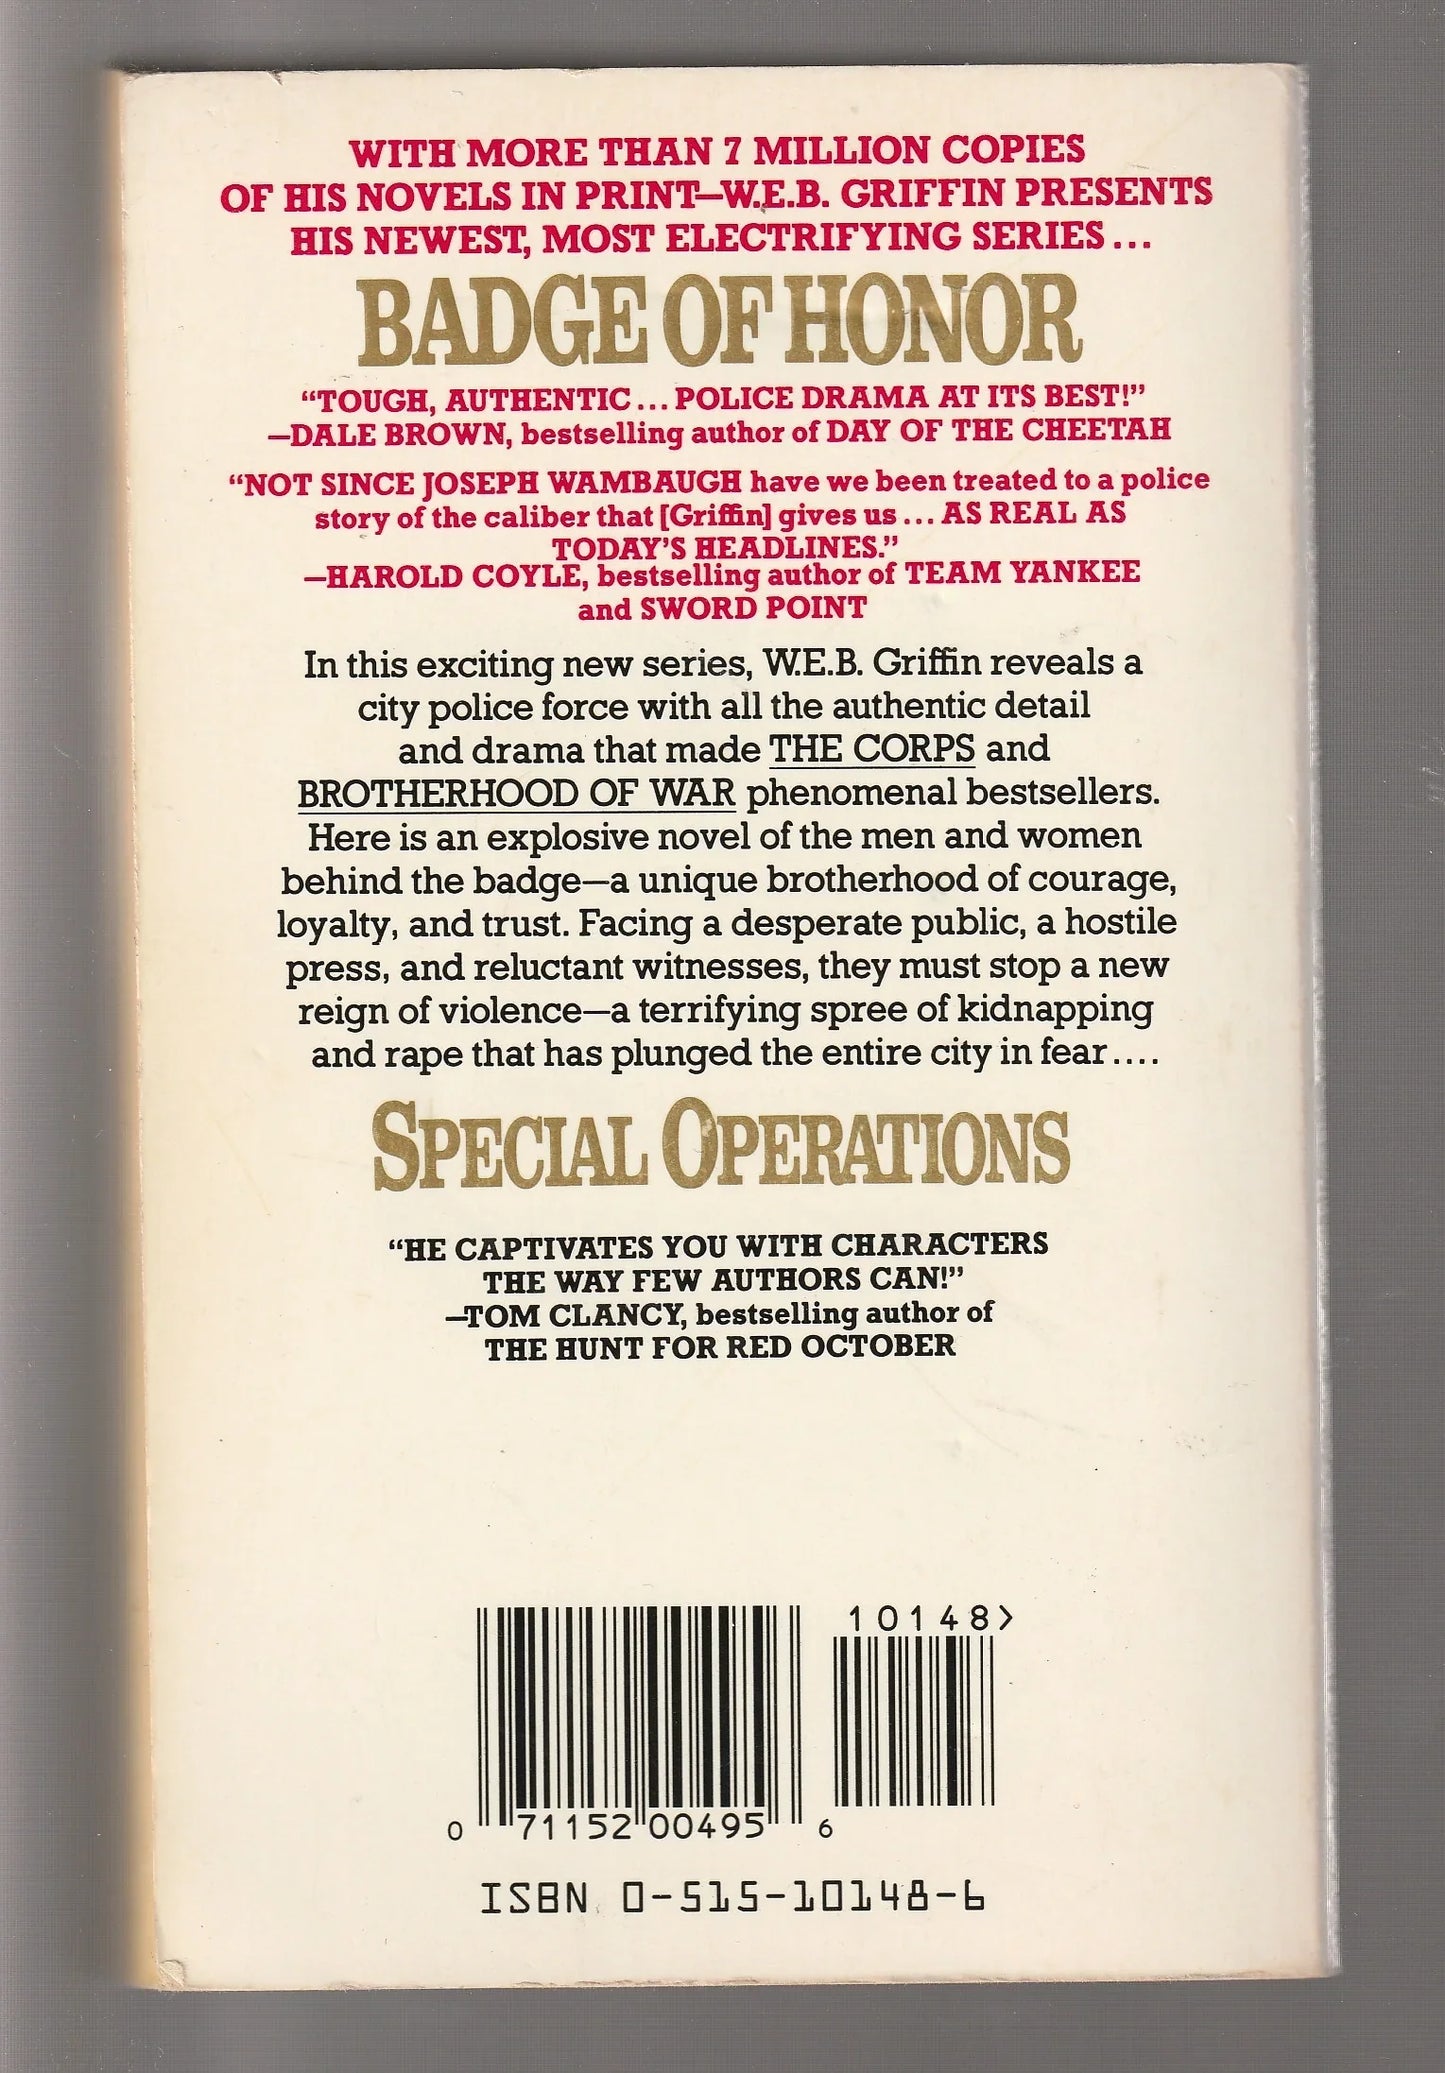 WITH MORE THAN 7 MILLION COPIES
OF HIS NOVELS IN PRINT—W.E.B. GRIFFIN PRESENTS
HIS NEWEST, MOST ELECTRIFYING SERIES...
BADGE OF HONOR
“TOUGH, AUTHENTIC...POLICE DRAMA AT ITS BEST!”
—DALE BROWN, bestselling author of DAY OF THE CHEETAH
“NOT SINCE JOSEPH WAMBAUGH have we been treated to a police
story of the caliber that [Griffin] gives us...AS REAL AS
TODAY’S HEADLINES.”
—HAROLD COYLE, bestselling author of TEAM YANKEE
and SWORD POINT
In this exciting new series, W.E.B. Griffin reveals a
city police force with all the authentic detail
and drama that made THE CORPS and
BROTHERHOOD OF WAR phenomenal bestsellers.
Here is an explosive novel of the men and women
behind the badge—a unique brotherhood of courage,
loyalty, and trust. Facing a desperate public, a hostile
press, and reluctant witnesses, they must stop a new
reign of violence—a terrifying spree of kidnapping
and rape that has plunged the entire city in fear....
SPECIAL OPERATIONS
“HE CAPTIVATES YOU WITH CHARACTERS
THE WAY FEW AUTHORS CAN!”
—TOM CLANCY, bestselling author of
THE HUNT FOR RED OCTOBER
10148>
0 71152 00495 6
ISBN 0-515-10148-6